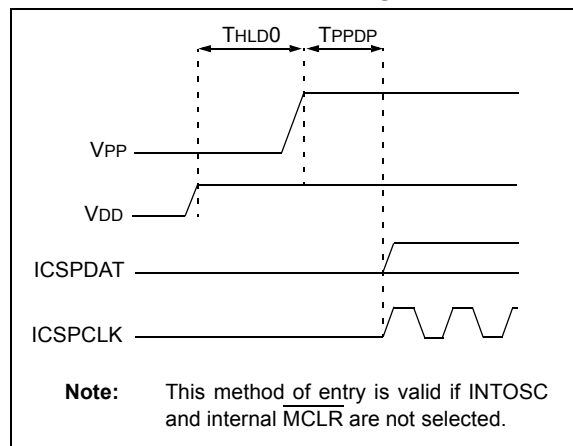 THLD0 TPPDP
VPP
VDD
ICSPDAT
ICSPCLK
Note: This method of entry is valid if INTOSC
and internal MCLR are not selected.